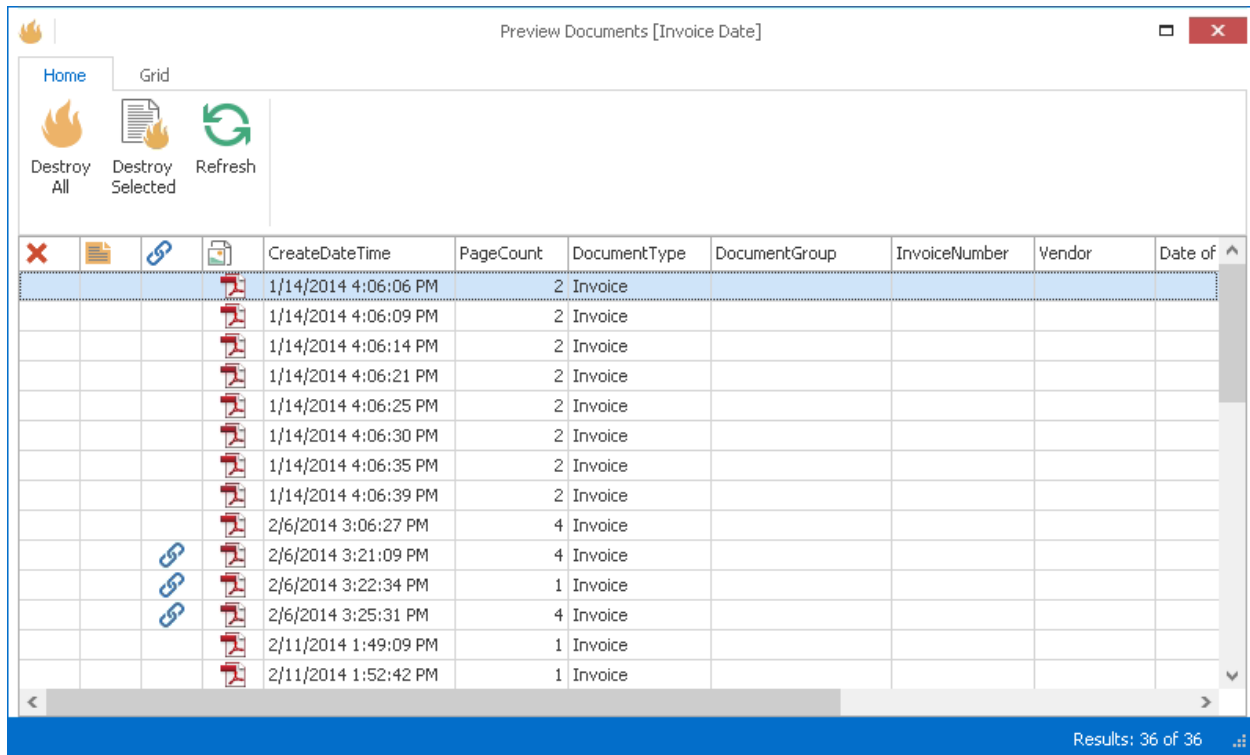 Preview Documents [Invoice Date]
Home Grid
Destroy All Destroy Selected Refresh
CreateDateTime PageCount DocumentType DocumentGroup InvoiceNumber Vendor Date of
1/14/2014 4:06:06 PM 2 Invoice
1/14/2014 4:06:09 PM 2 Invoice
1/14/2014 4:06:14 PM 2 Invoice
1/14/2014 4:06:21 PM 2 Invoice
1/14/2014 4:06:25 PM 2 Invoice
1/14/2014 4:06:30 PM 2 Invoice
1/14/2014 4:06:35 PM 2 Invoice
1/14/2014 4:06:39 PM 2 Invoice
2/6/2014 3:06:27 PM 4 Invoice
2/6/2014 3:21:09 PM 4 Invoice
2/6/2014 3:22:34 PM 1 Invoice
2/6/2014 3:25:31 PM 4 Invoice
2/11/2014 1:49:09 PM 1 Invoice
2/11/2014 1:52:42 PM 1 Invoice
Results: 36 of 36